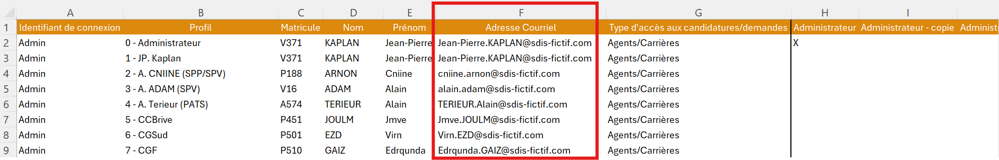 A B C D E F G H I
1 Identifiant de connexion Profil Matricule Nom Prénom Adresse Courriel Type d'accès aux candidatures/demandes Administrateur Administrateur - copie
2 Admin 0 - Administrateur V371 KAPLAN Jean-Pierre Jean-Pierre.KAPLAN@sdis-fictif.com Agents/Carrières X
3 Admin 1 - JP. Kaplan V371 KAPLAN Jean-Pierre Jean-Pierre.KAPLAN@sdis-fictif.com Agents/Carrières
4 Admin 2 - A. CNIINE (SPP/SPV) P188 ARNON Cniine cniine.arnon@sdis-fictif.com Agents/Carrières
5 Admin 3 - A. ADAM (SPV) V16 ADAM Alain alain.adam@sdis-fictif.com Agents/Carrières
6 Admin 4 - A. Terieur (PATS) A574 TERIEUR Alain TERIEUR.Alain@sdis-fictif.com Agents/Carrières
7 Admin 5 - CCBrive P451 JOULM Jmve Jmve.JOULM@sdis-fictif.com Agents/Carrières
8 Admin 6 - CGSud P501 EZD Virn Virn.EZD@sdis-fictif.com Agents/Carrières
9 Admin 7 - CGF P510 GAIZ Edrqunda Edrqunda.GAIZ@sdis-fictif.com Agents/Carrières